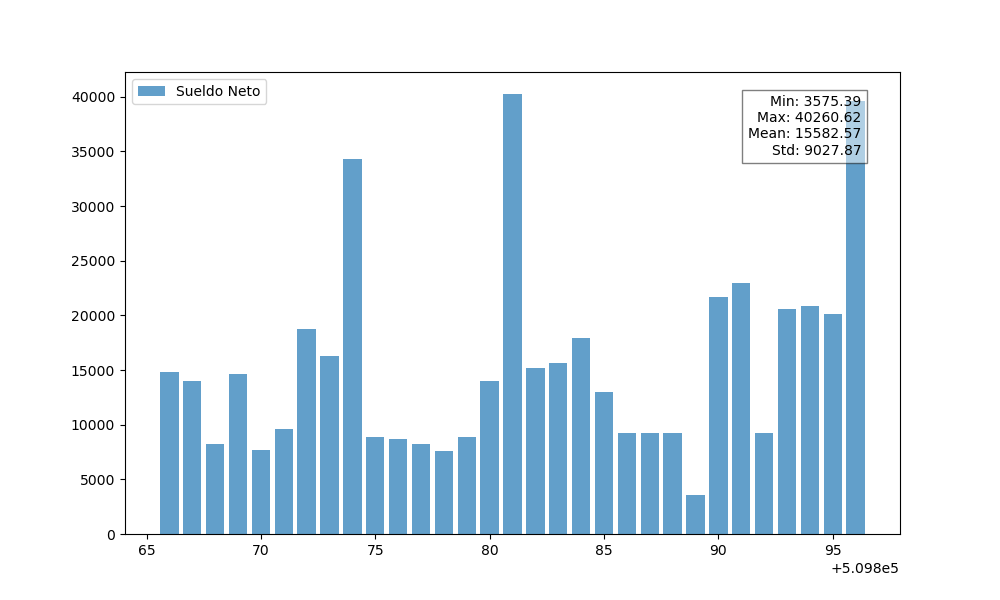 Sueldo Neto
Min: 3575.39
Max: 40260.62
Mean: 15582.57
Std: 9027.87
40000
35000
30000
25000
20000
15000
10000
5000
0
65 70 75 80 85 90 95
+5.098e5